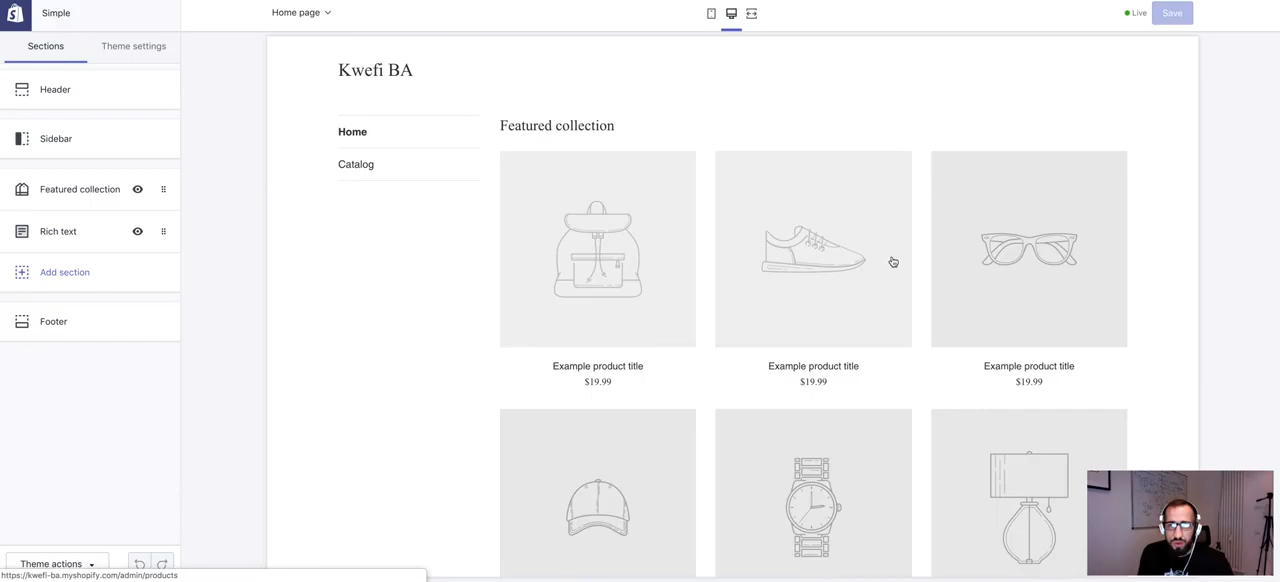 Simple
Home page
Live
Save
Sections
Theme settings
Header
Sidebar
Featured collection
Rich text
Add section
Footer
Theme actions
https://kwefi-ba.myshopify.com/admin/products
Kwefi BA
Home
Catalog
Featured collection
Example product title
$19.99
Example product title
$19.99
Example product title
$19.99